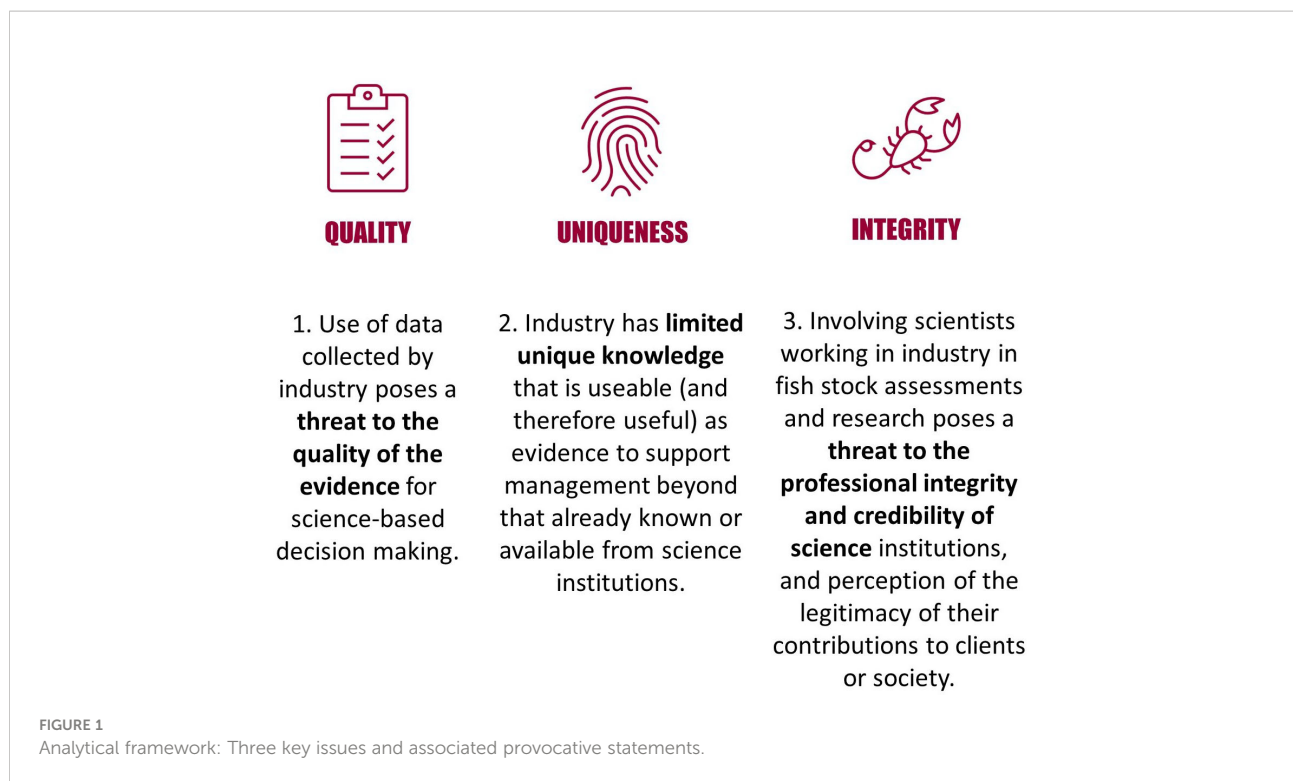 QUALITY
1. Use of data
collected by
industry poses a
threat to the
quality of the
evidence for
science-based
decision making.
UNIQUENESS
2. Industry has limited
unique knowledge
that is useable (and
therefore useful) as
evidence to support
management beyond
that already known or
available from science
institutions.
INTEGRITY
3. Involving scientists
working in industry in
fish stock assessments
and research poses a
threat to the
professional integrity
and credibility of
science institutions,
and perception of the
legitimacy of their
contributions to clients
or society.
FIGURE 1
Analytical framework: Three key issues and associated provocative statements.